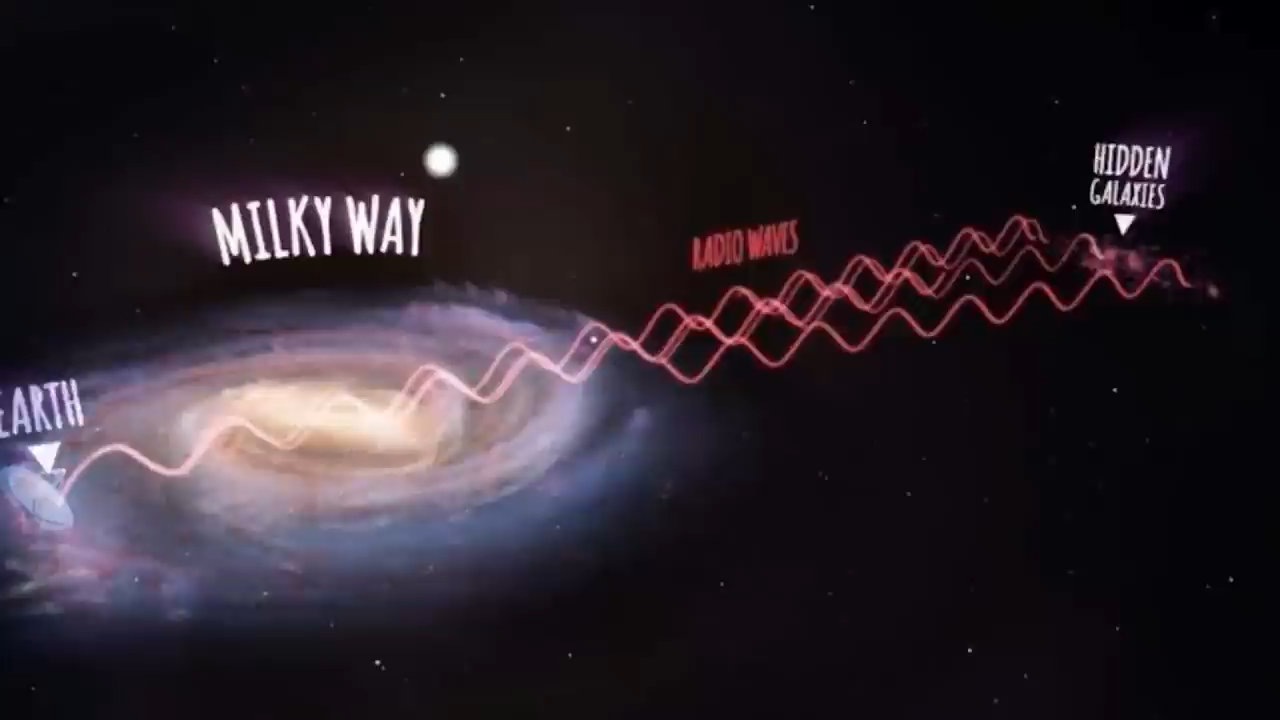 MILKY WAY
EARTH
RADIO WAVES
HIDDEN
GALAXIES